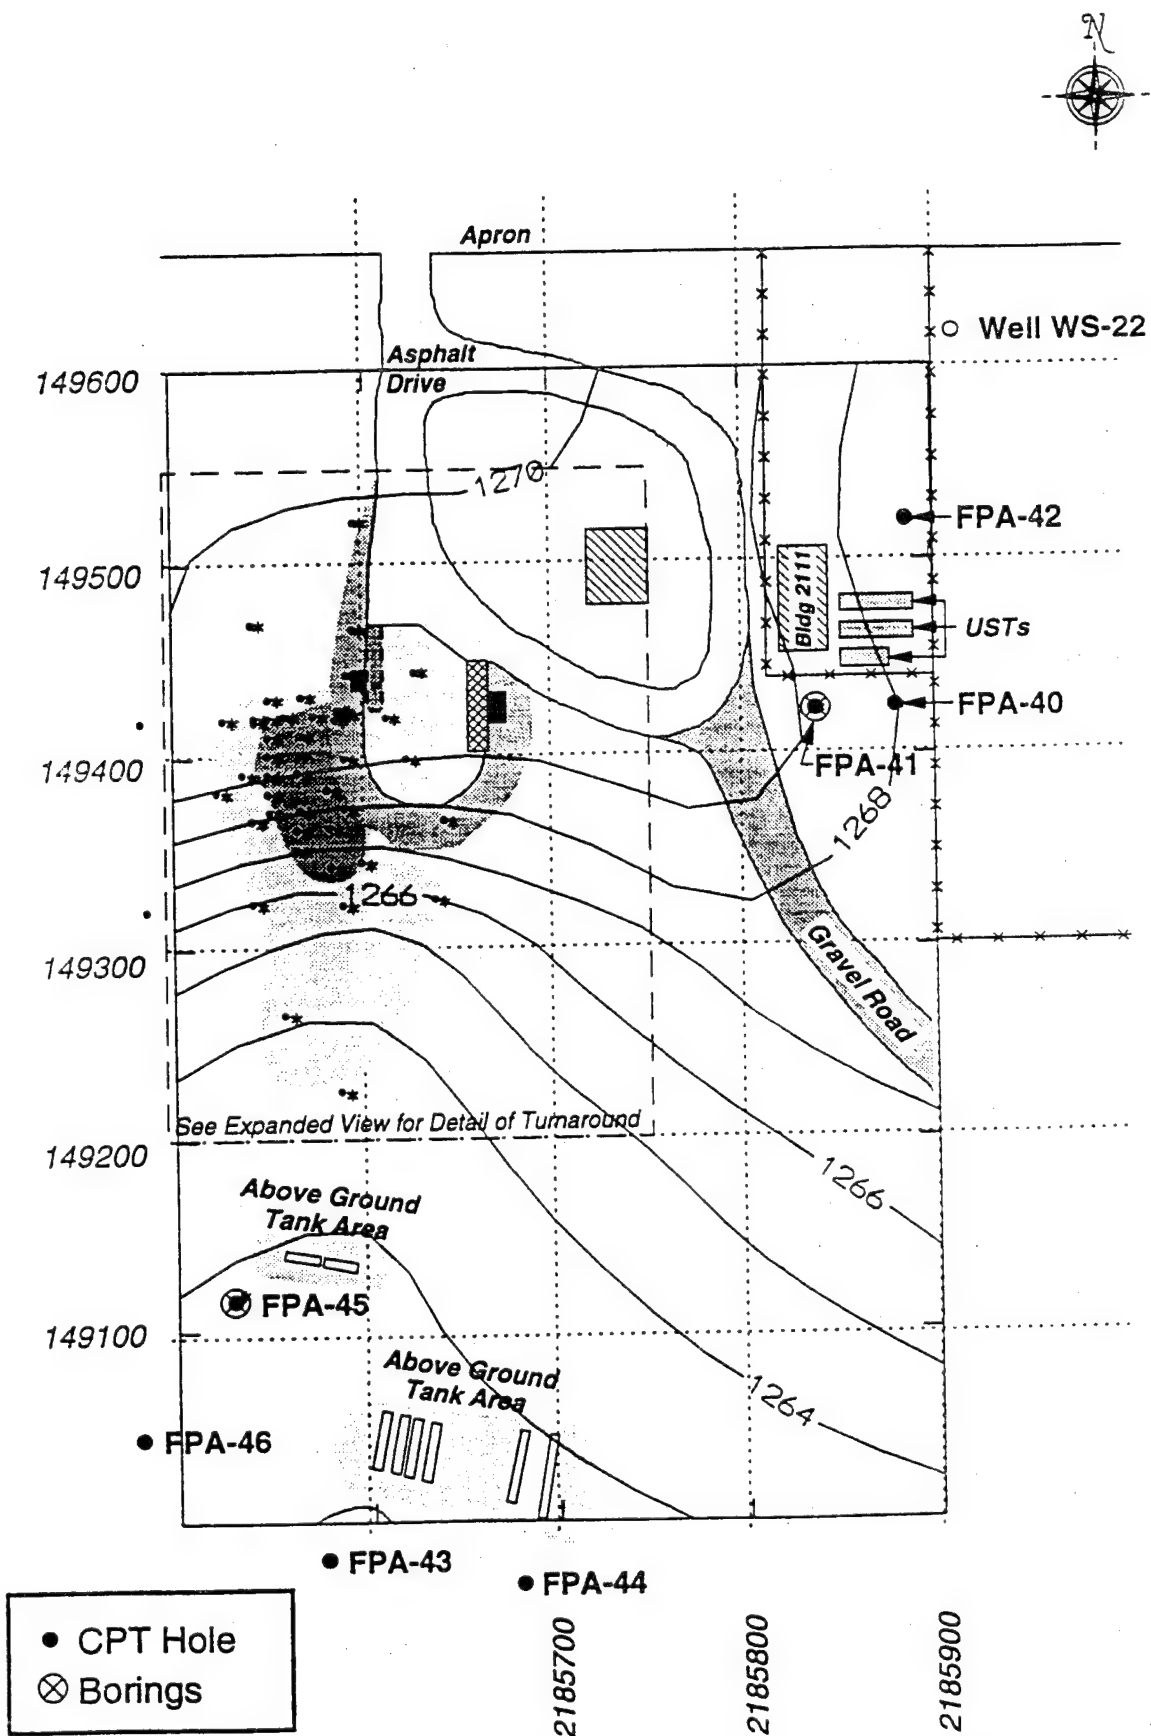 N
Apron
Well WS-22
Asphalt
Drive
149600
1270
FPA-42
149500
Bldg 2111
USTs
FPA-40
149400
FPA-41
1268
1266
149300
Gravel Road
See Expanded View for Detail of Turnaround
149200
1266
Above Ground
Tank Area
FPA-45
149100
Above Ground
Tank Area
1264
FPA-46
FPA-43
FPA-44
CPT Hole
Borings
2185700
2185800
2185900